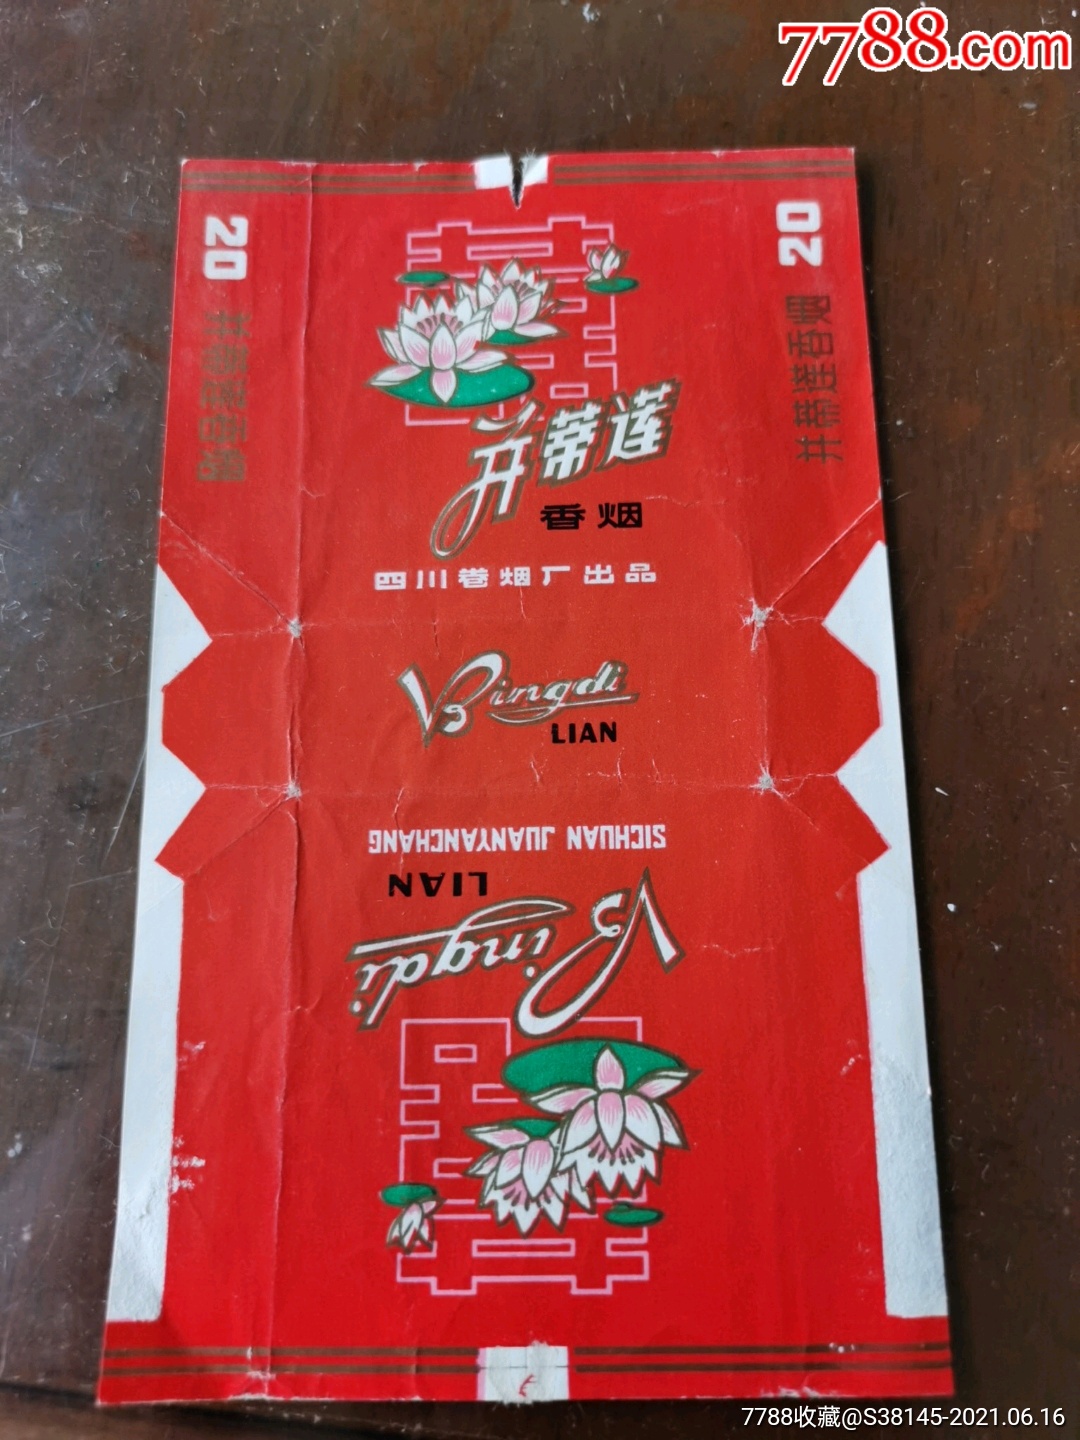 7788.com
20
并蒂莲香烟
20
并蒂莲香烟
并蒂莲
香烟
四川卷烟厂出品
Bingdi
LIAN
SICHUAN JUANYANCHANG
LIAN
Bingdi
7788收藏@S38145-2021.06.16